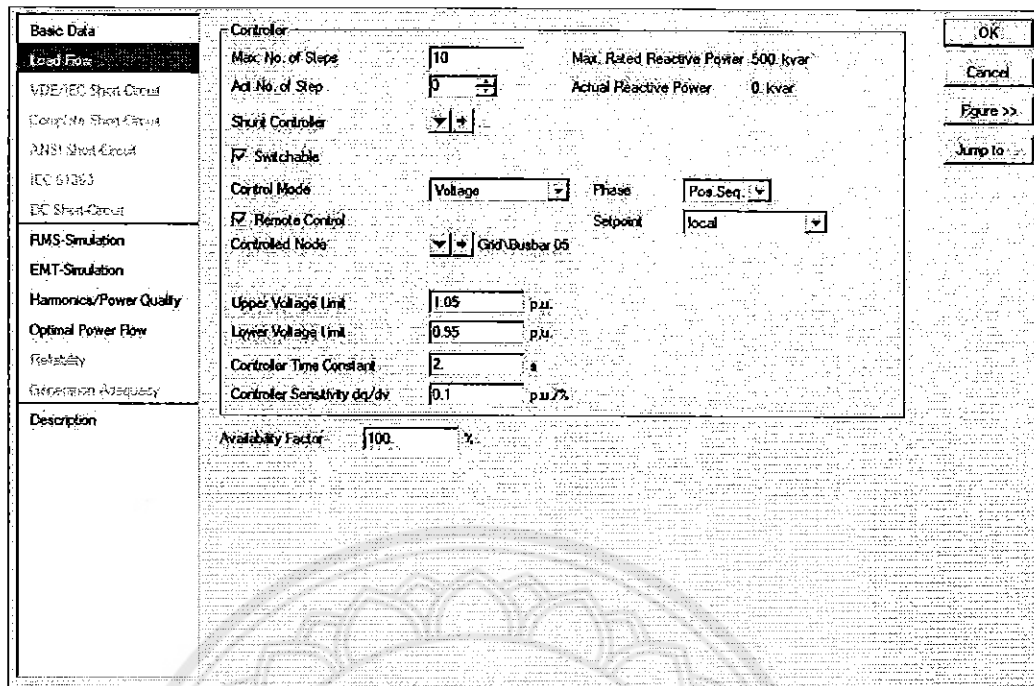 Basic Data
Load Flow
VDE/IEC Short-Circuit
Complete Short-Circuit
ANSI Short-Circuit
IEC 61363
DC Short-Circuit
RMS-Simulation
EMT-Simulation
Harmonics/Power Quality
Optimal Power Flow
Reliability
Generation Adequacy
Description
Controller
Max. No. of Steps 10 Max. Rated Reactive Power 500. kvar
Act.No. of Step 0 Actual Reactive Power 0. kvar
Shunt Controller
Switchable
Control Mode Voltage Phase Pos.Seq.
Remote Control Setpoint local
Controlled Node Grid\Busbar 05
Upper Voltage Limit 1.05 p.u.
Lower Voltage Limit 0.95 p.u.
Controller Time Constant 2. s
Controller Sensitivity dq/dv 0.1 p.u./%
Availability Factor 100. %
OK
Cancel
Figure >>
Jump to ...